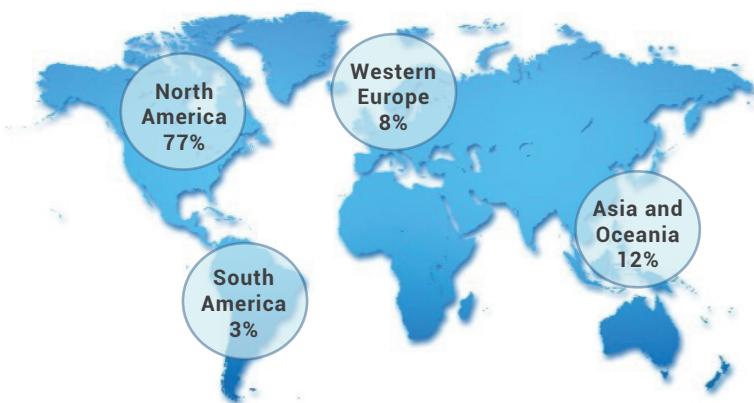 North
America
77%
Western
Europe
8%
Asia and
Oceania
12%
South
America
3%